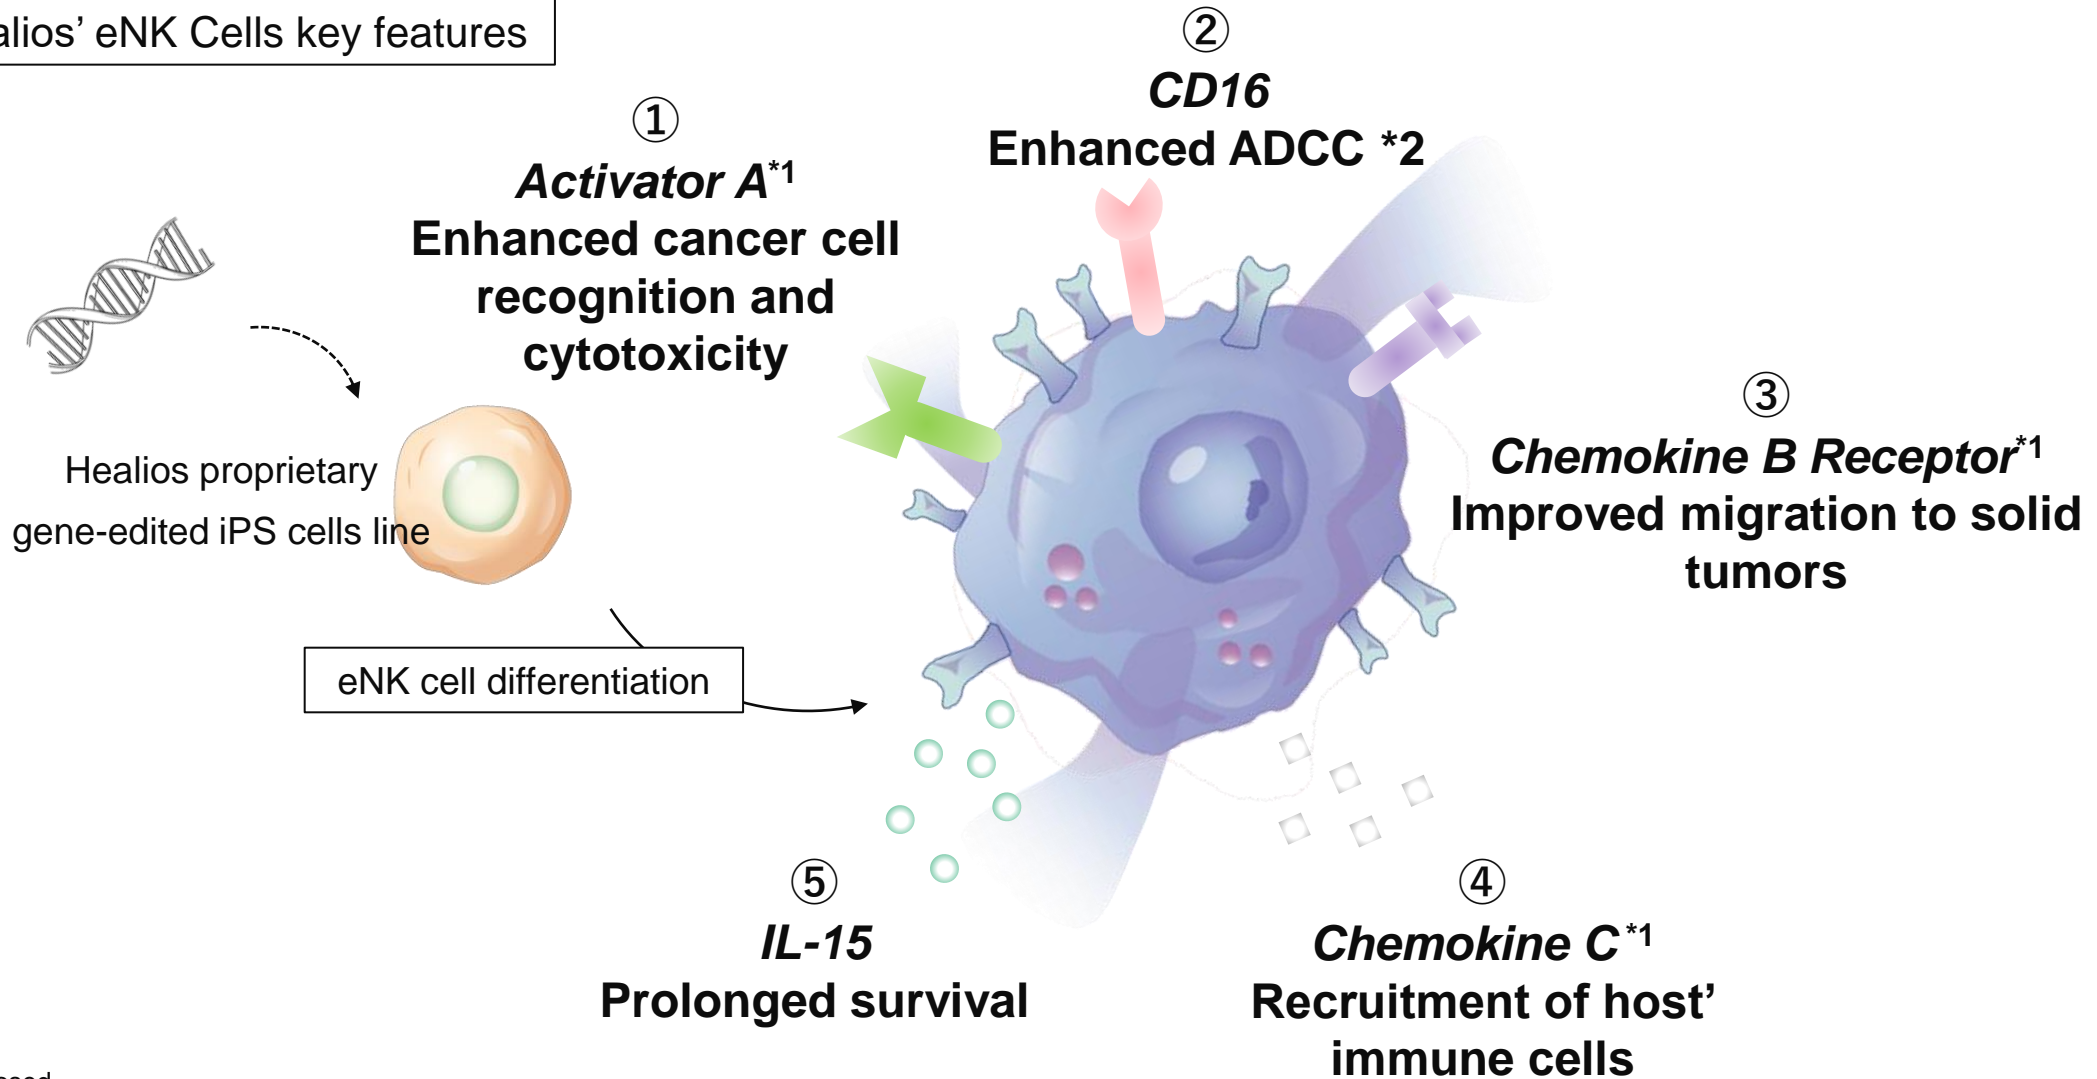 alios’ eNK Cells key features
①
Activator A*1
Enhanced cancer cell
recognition and
cytotoxicity
②
CD16
Enhanced ADCC *2
Healios proprietary
gene-edited iPS cells line
③
Chemokine B Receptor*1
Improved migration to solid
tumors
eNK cell differentiation
⑤
IL-15
Prolonged survival
④
Chemokine C*1
Recruitment of host’
immune cells